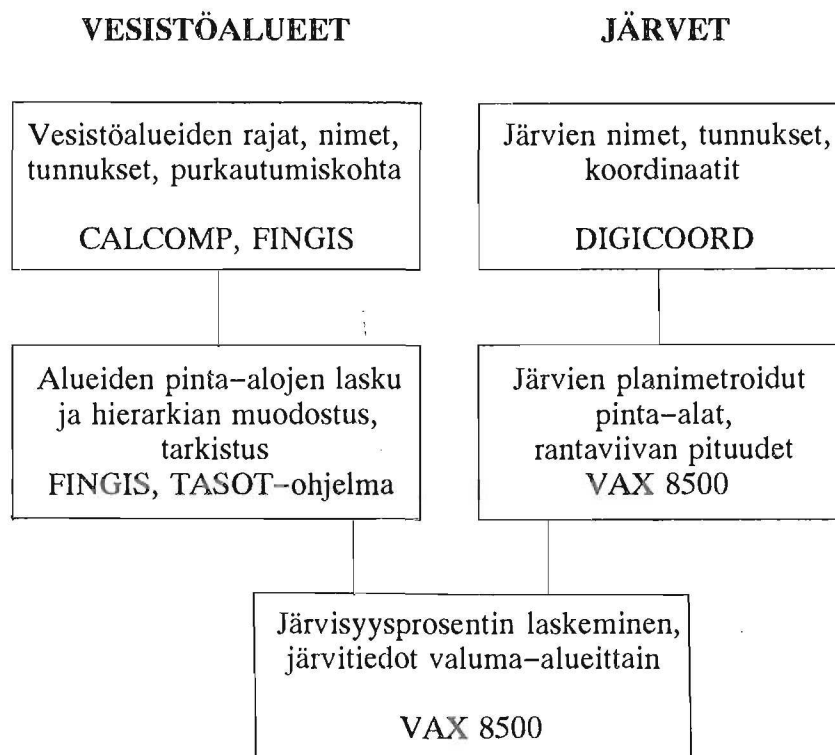 VESISTÖALUEET
JÄRVET
Vesistöalueiden rajat, nimet,
tunnukset, purkautumiskohta
CALCOMP, FINGIS
Järvien nimet, tunnukset,
koordinaatit
DIGICOORD
Alueiden pinta–alojen lasku
ja hierarkian muodostus,
tarkistus
FINGIS, TASOT–ohjelma
Järvien planimetroidut
pinta–alat,
rantaviivan pituudet
VAX 8500
Järvisyysprosentin laskeminen,
järvitiedot valuma–alueittain
VAX 8500